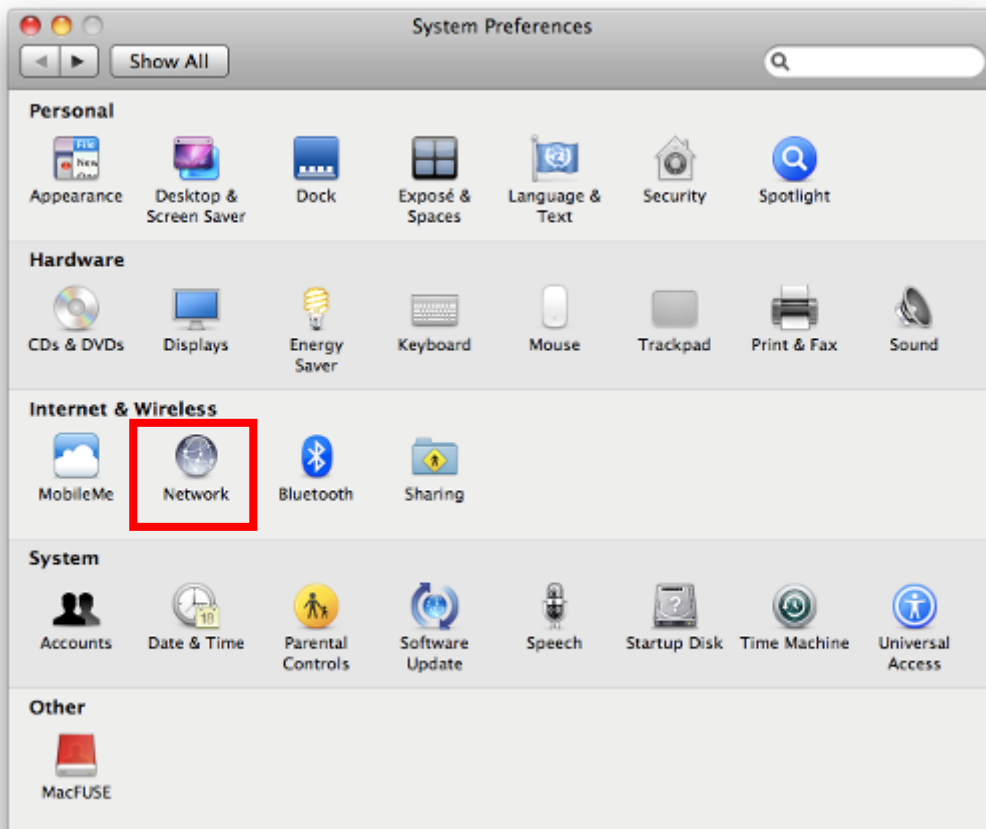 System Preferences
Show All
Personal
Appearance
Desktop & Screen Saver
Dock
Exposé & Spaces
Language & Text
Security
Spotlight
Hardware
CDs & DVDs
Displays
Energy Saver
Keyboard
Mouse
Trackpad
Print & Fax
Sound
Internet & Wireless
MobileMe
Network
Bluetooth
Sharing
System
Accounts
18
Date & Time
Parental Controls
Software Update
Speech
?
Startup Disk
Time Machine
Universal Access
Other
MacFUSE